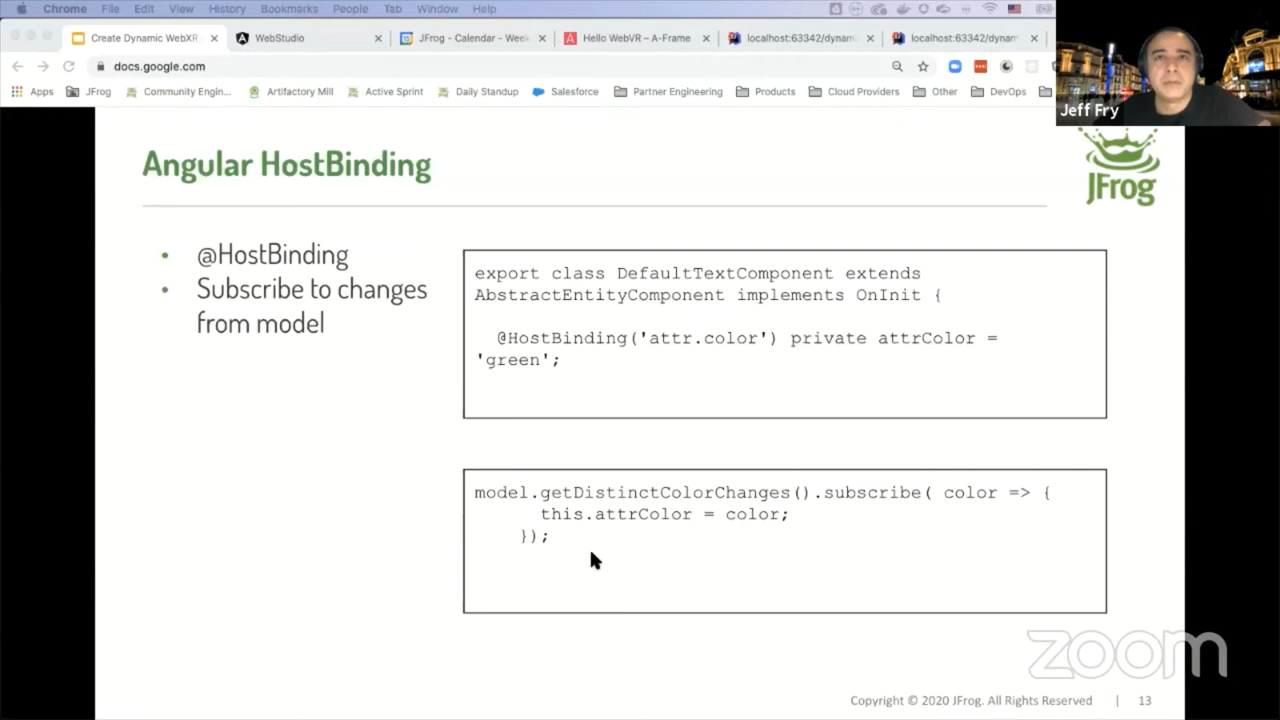 Chrome File Edit View History Bookmarks People Tab Window Help
Create Dynamic WebXR
WebStudio
JFrog - Calendar - Week
Hello WebVR – A-Frame
localhost:63342/dynam
localhost:63342/dynam
docs.google.com
Apps JFrog Community Engin... Artifactory Mill Active Sprint Daily Standup Salesforce Partner Engineering Products Cloud Providers Other DevOps
Jeff Fry
Angular HostBinding
JFrog
• @HostBinding
• Subscribe to changes
from model
export class DefaultTextComponent extends
AbstractEntityComponent implements OnInit {
@HostBinding('attr.color') private attrColor =
'green';
model.getDistinctColorChanges().subscribe( color => {
this.attrColor = color;
});
zoom
Copyright © 2020 JFrog. All Rights Reserved | 13